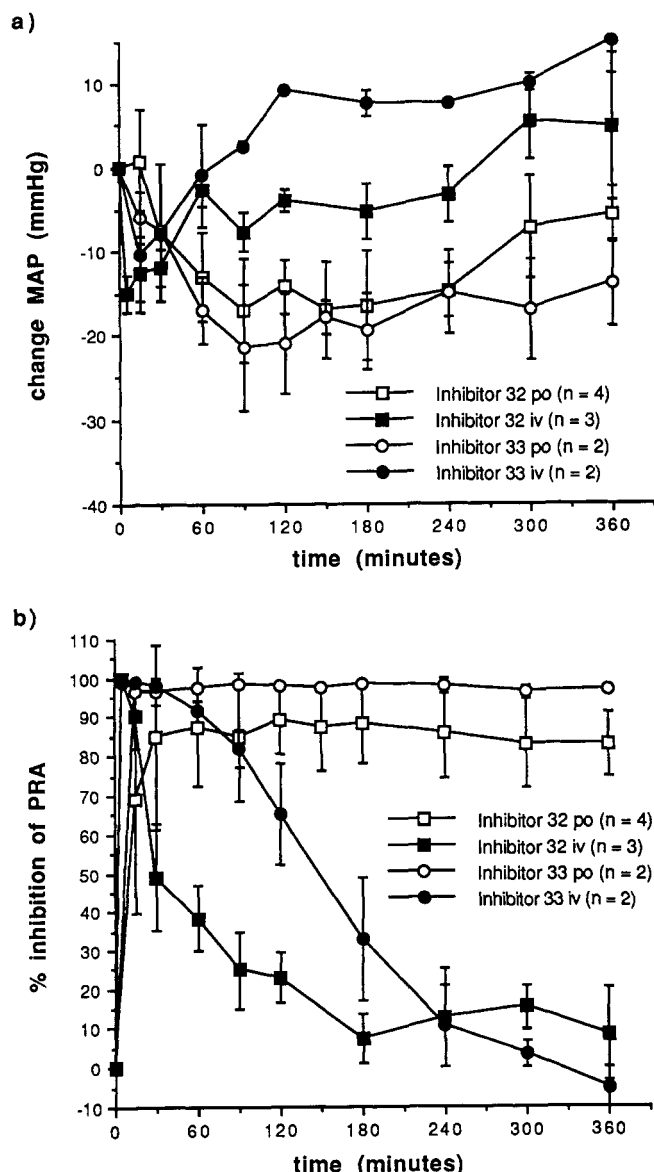 a)
10
0
-10
-20
-30
-40
change MAP (mmHg)
Inhibitor 32 po (n = 4)
Inhibitor 32 iv (n = 3)
Inhibitor 33 po (n = 2)
Inhibitor 33 iv (n = 2)
0 60 120 180 240 300 360
time (minutes)
b)
110
100
90
80
70
60
50
40
30
20
10
0
-10
% inhibition of PRA
Inhibitor 32 po (n = 4)
Inhibitor 32 iv (n = 3)
Inhibitor 33 po (n = 2)
Inhibitor 33 iv (n = 2)
0 60 120 180 240 300 360
time (minutes)